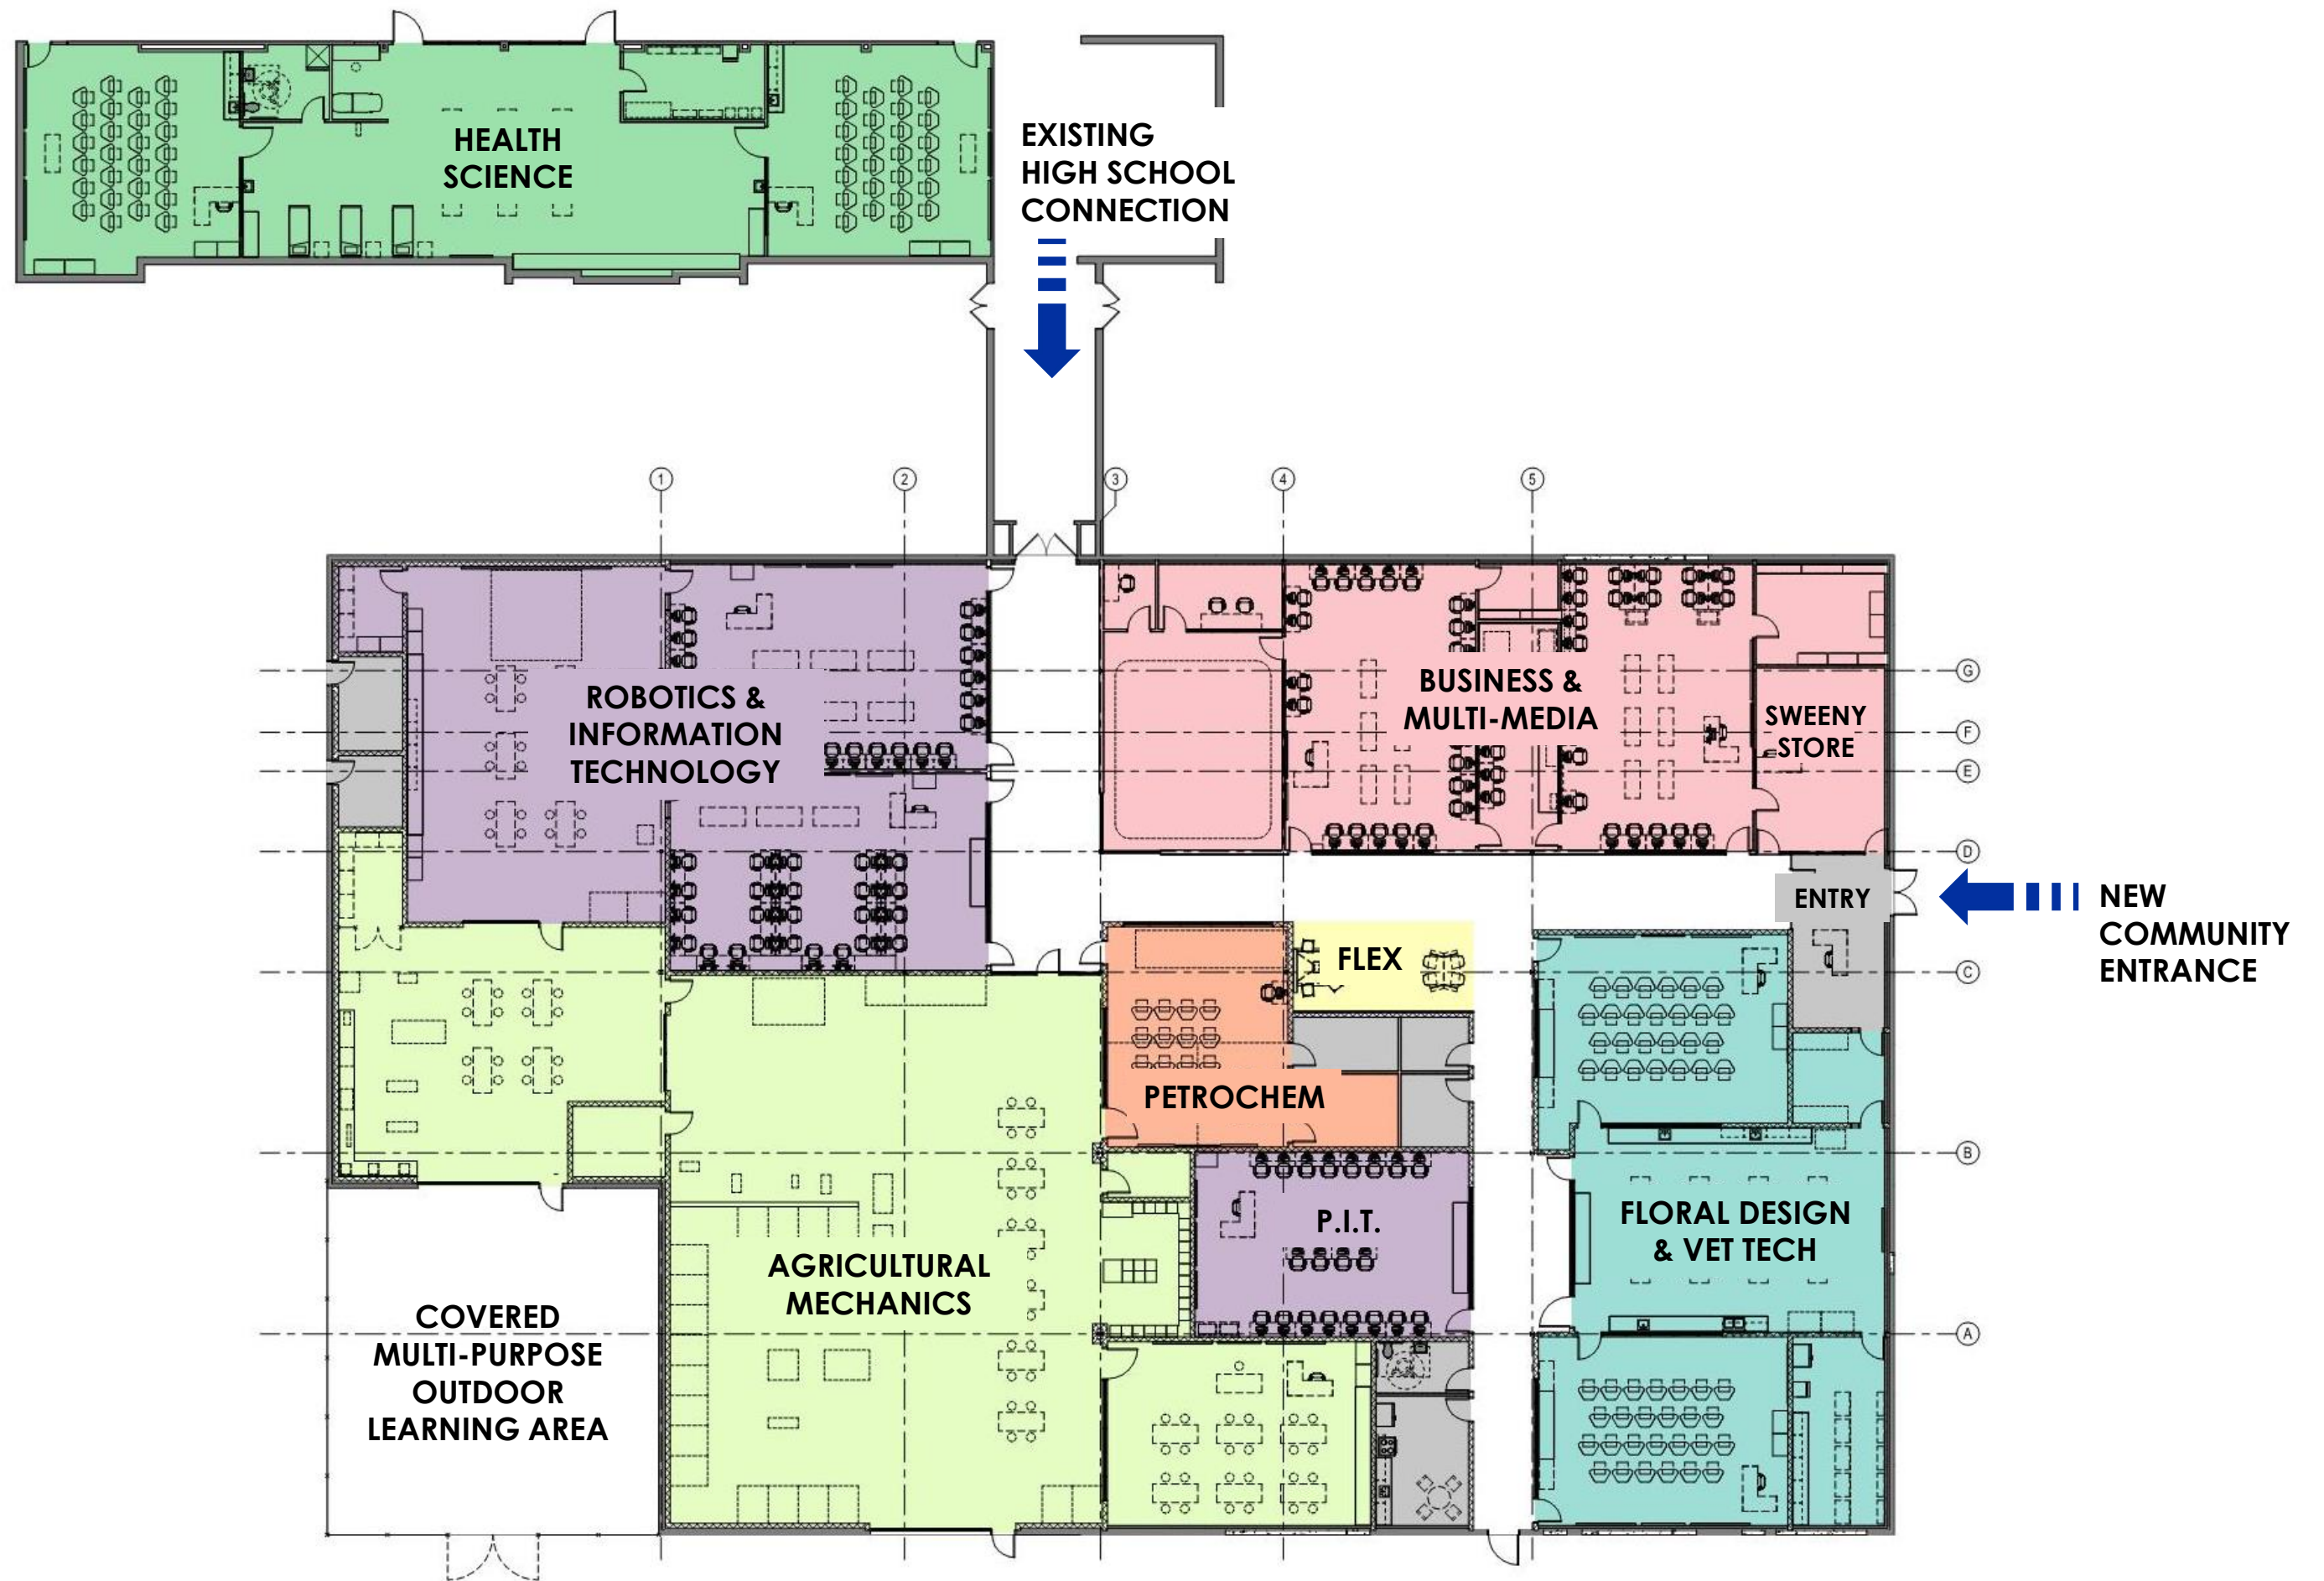 HEALTH
SCIENCE
EXISTING
HIGH SCHOOL
CONNECTION
1
2
3
4
5
ROBOTICS &
INFORMATION
TECHNOLOGY
BUSINESS &
MULTI-MEDIA
SWEENY
STORE
G
F
E
D
ENTRY
NEW
COMMUNITY
ENTRANCE
FLEX
C
PETROCHEM
B
P.I.T.
FLORAL DESIGN
& VET TECH
AGRICULTURAL
MECHANICS
COVERED
MULTI-PURPOSE
OUTDOOR
LEARNING AREA
A